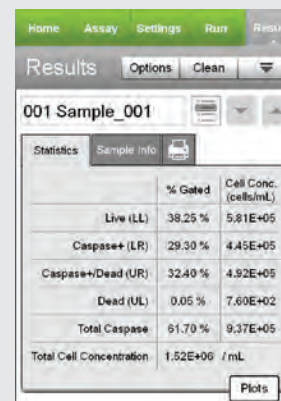 Home Assay Settings Run Resu
Results Options Clean
001 Sample_001
Statistics Sample Info
% Gated Cell Conc. (cells/mL)
Live (LL) 38.25 % 5.81E+05
Caspase+ (LR) 29.30 % 4.45E+05
Caspase+/Dead (UR) 32.40 % 4.92E+05
Dead (UL) 0.05 % 7.60E+02
Total Caspase 61.70 % 9.37E+05
Total Cell Concentration 1.52E+06 / mL
Plots